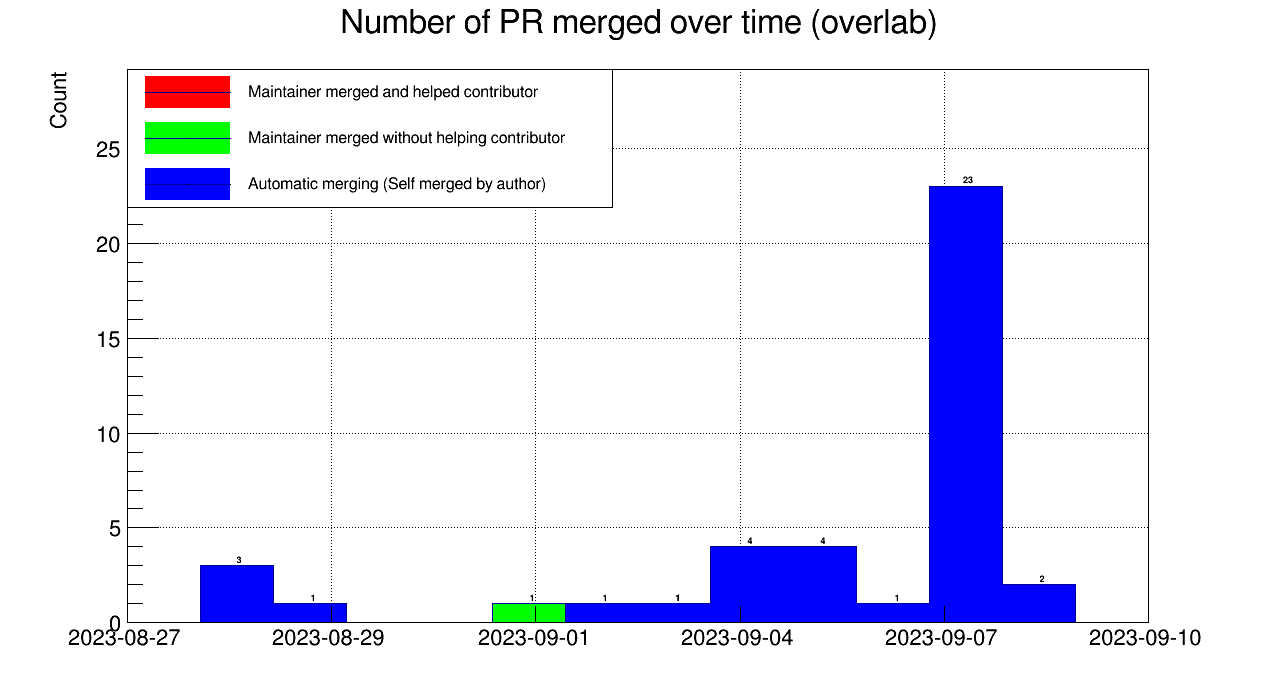 Number of PR merged over time (overlab)
Count
Maintainer merged and helped contributor
Maintainer merged without helping contributor
Automatic merging (Self merged by author)
25
20
15
10
5
0
23
4 4
3
2
1 1 1 1 1
2023-08-27 2023-08-29 2023-09-01 2023-09-04 2023-09-07 2023-09-10